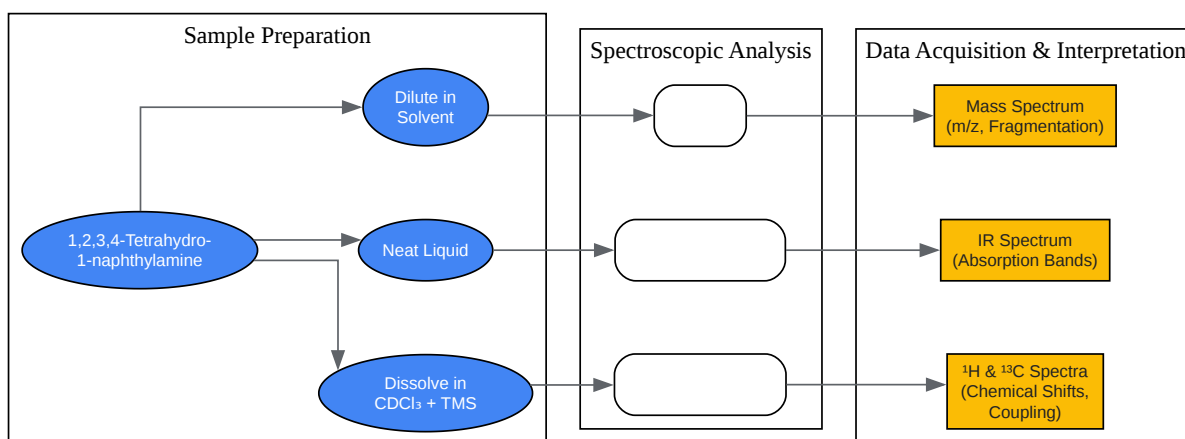 Sample Preparation
Spectroscopic Analysis
Data Acquisition & Interpretation
Dilute in
Solvent
Mass Spectrum
(m/z, Fragmentation)
1,2,3,4-Tetrahydro-
1-naphthylamine
Neat Liquid
IR Spectrum
(Absorption Bands)
Dissolve in
CDCl₃ + TMS
¹H & ¹³C Spectra
(Chemical Shifts,
Coupling)